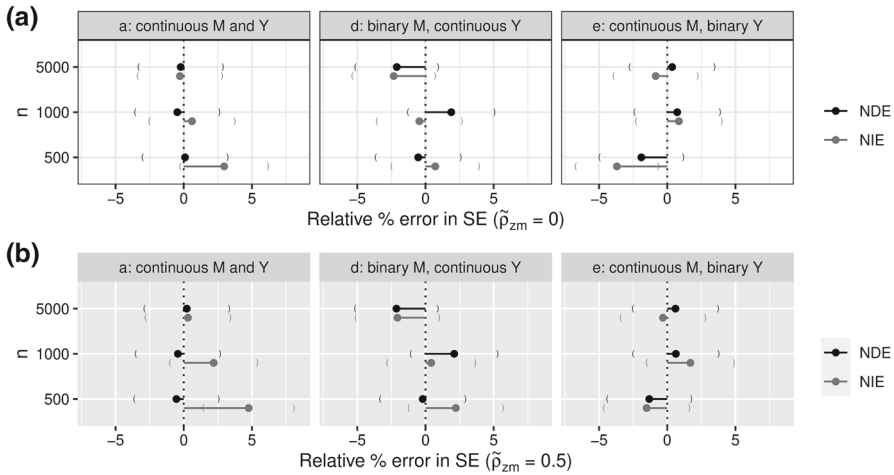 (a)
a: continuous M and Y
d: binary M, continuous Y
e: continuous M, binary Y
5000
n
1000
500
NDE
NIE
−5 0 5 −5 0 5 −5 0 5
Relative % error in SE (ρ̃zm = 0)
(b)
a: continuous M and Y
d: binary M, continuous Y
e: continuous M, binary Y
5000
n
1000
500
NDE
NIE
−5 0 5 −5 0 5 −5 0 5
Relative % error in SE (ρ̃zm = 0.5)